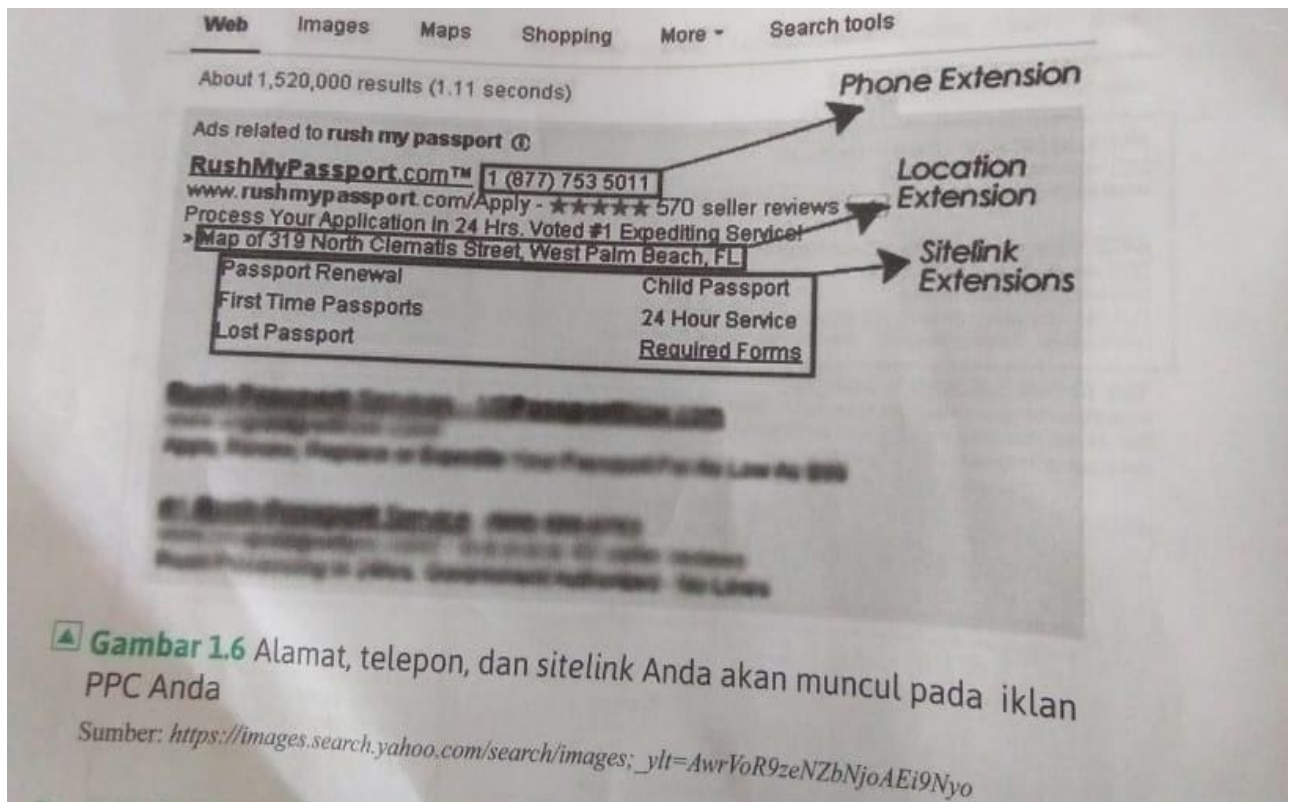 Web Images Maps Shopping More Search tools
About 1,520,000 results (1.11 seconds)
Phone Extension
Ads related to rush my passport
RushMyPassport.com™ 1 (877) 753 5011
Location
Extension
www.rushmypassport.com/Apply - ★★★★★ 570 seller reviews
Process Your Application In 24 Hrs. Voted #1 Expediting Service!
» Map of 319 North Clematis Street, West Palm Beach, FL
Sitelink
Extensions
Passport Renewal Child Passport
First Time Passports 24 Hour Service
Lost Passport Required Forms
Gambar 1.6 Alamat, telepon, dan sitelink Anda akan muncul pada iklan
PPC Anda
Sumber: https://images.search.yahoo.com/search/images;_ylt=AwrVoR9zeNZbNjoAEi9Nyo